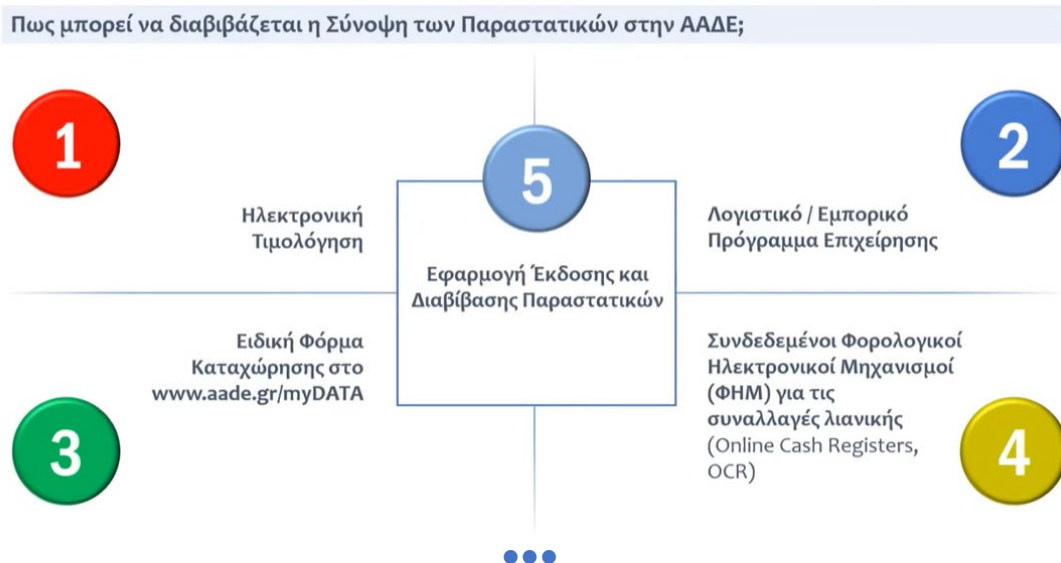 Πως μπορεί να διαβιβάζεται η Σύνοψη των Παραστατικών στην ΑΑΔΕ;
1
Ηλεκτρονική
Τιμολόγηση
2
Λογιστικό / Εμπορικό
Πρόγραμμα Επιχείρησης
3
Ειδική Φόρμα
Καταχώρησης στο
www.aade.gr/myDATA
4
Συνδεδεμένοι Φορολογικοί
Ηλεκτρονικοί Μηχανισμοί
(ΦΗΜ) για τις
συναλλαγές λιανικής
(Online Cash Registers,
OCR)
5
Εφαρμογή Έκδοσης και
Διαβίβασης Παραστατικών